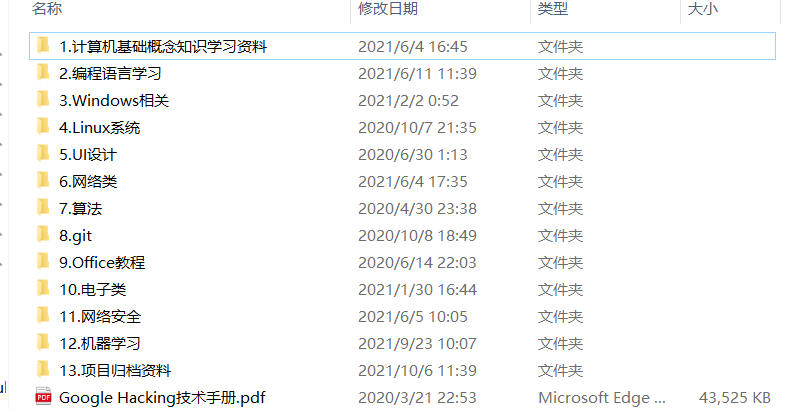 名称 修改日期 类型 大小
1.计算机基础概念知识学习资料 2021/6/4 16:45 文件夹
2.编程语言学习 2021/6/11 11:39 文件夹
3.Windows相关 2021/2/2 0:52 文件夹
4.Linux系统 2020/10/7 21:35 文件夹
5.UI设计 2020/6/30 1:13 文件夹
6.网络类 2021/6/4 17:35 文件夹
7.算法 2020/4/30 23:38 文件夹
8.git 2020/10/8 18:49 文件夹
9.Office教程 2020/6/14 22:03 文件夹
10.电子类 2021/1/30 16:44 文件夹
11.网络安全 2021/6/5 10:05 文件夹
12.机器学习 2021/9/23 10:07 文件夹
13.项目归档资料 2021/10/6 11:39 文件夹
PDF Google Hacking技术手册.pdf 2020/3/21 22:53 Microsoft Edge ... 43,525 KB